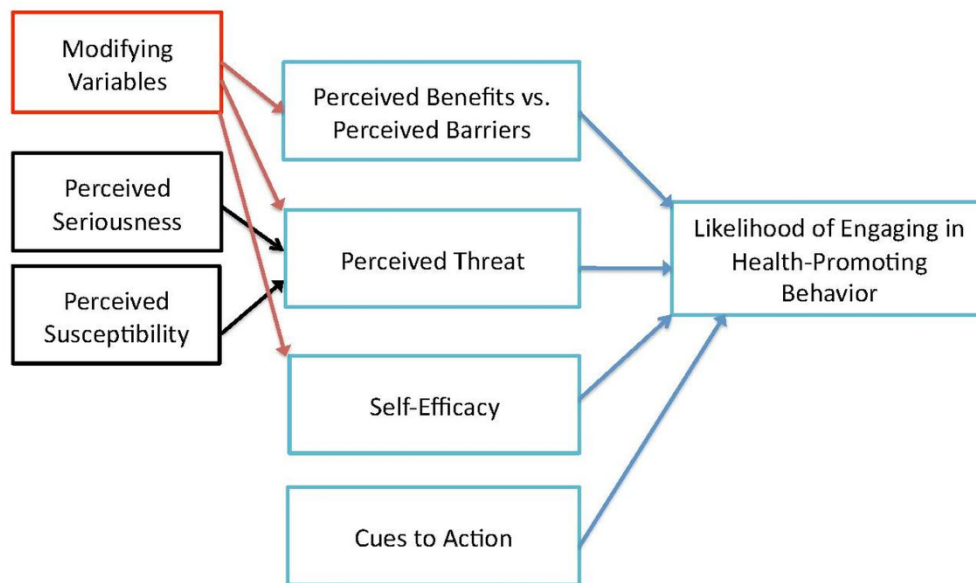 Modifying
Variables
Perceived Benefits vs.
Perceived Barriers
Perceived
Seriousness
Perceived Threat
Likelihood of Engaging in
Health-Promoting
Behavior
Perceived
Susceptibility
Self-Efficacy
Cues to Action